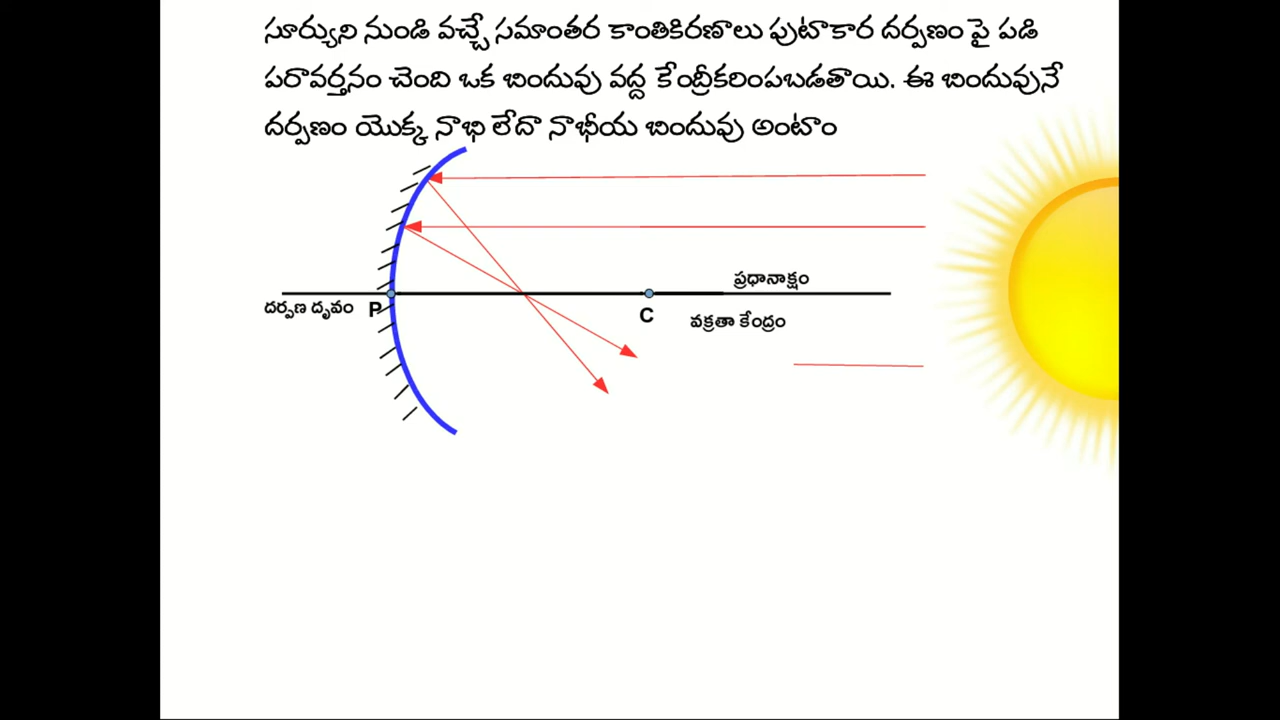 సూర్యుని నుండి వచ్చే సమాంతర కాంతికిరణాలు పుటాకార దర్పణం పై పడి
పరావర్తనం చెంది ఒక బిందువు వద్ద కేంద్రీకరింపబడతాయి. ఈ బిందువునే
దర్పణం యొక్క నాభి లేదా నాభీయ బిందువు అంటాం
ప్రధానాక్షం
దర్పణ దృవం P
C
వక్రతా కేంద్రం